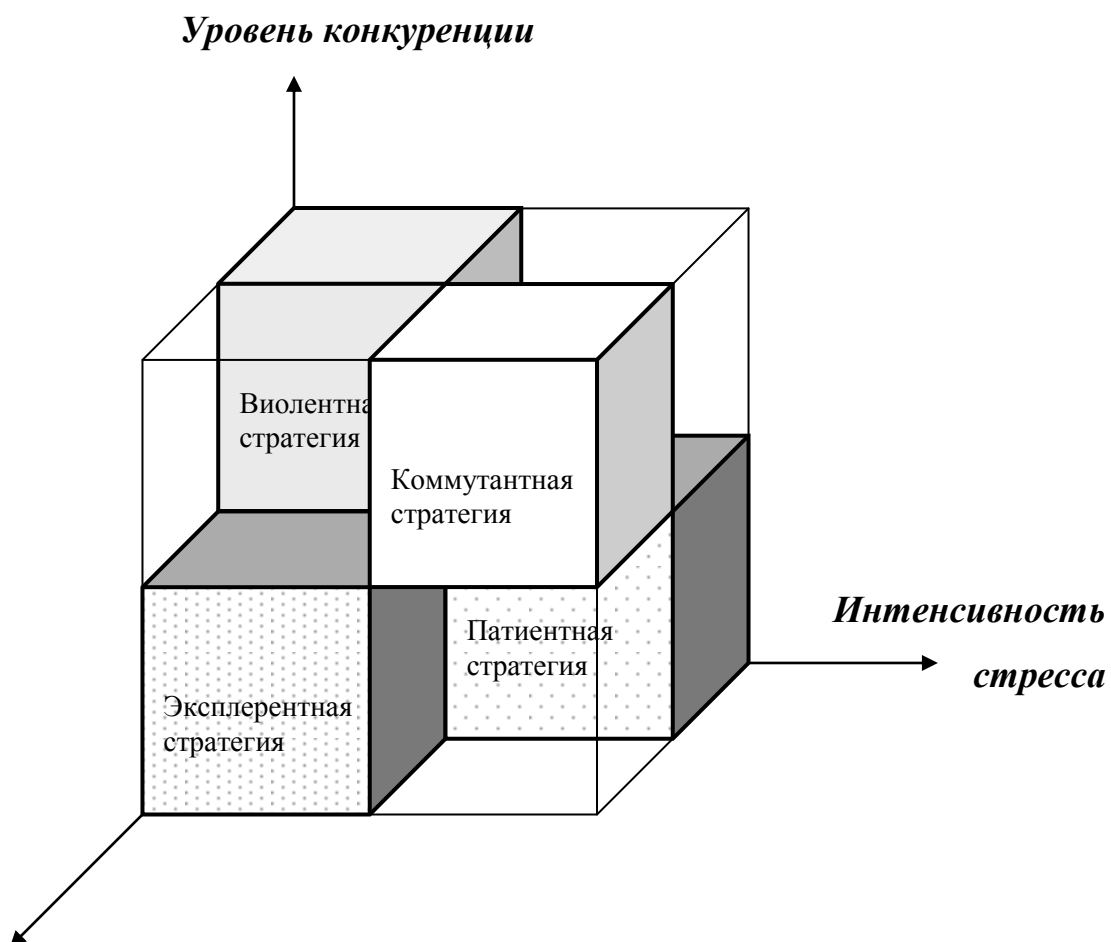 Уровень конкуренции
Виолентна
стратегия
Коммутантная
стратегия
Интенсивность
стресса
Патиентная
стратегия
Эксплерентная
стратегия